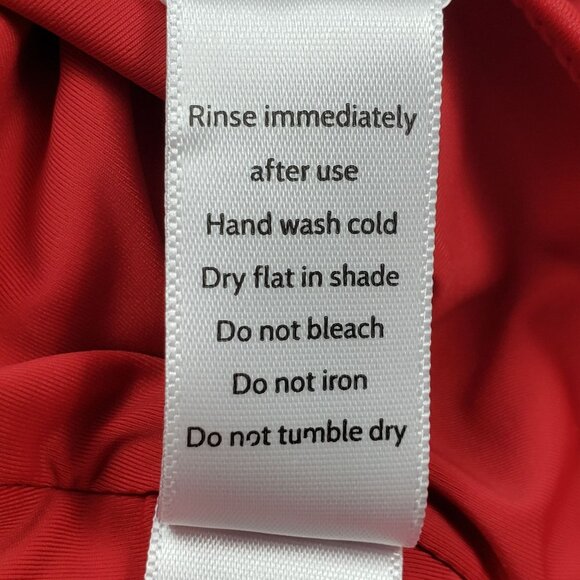 Rinse immediately
after use
Hand wash cold
Dry flat in shade
Do not bleach
Do not iron
Do not tumble dry